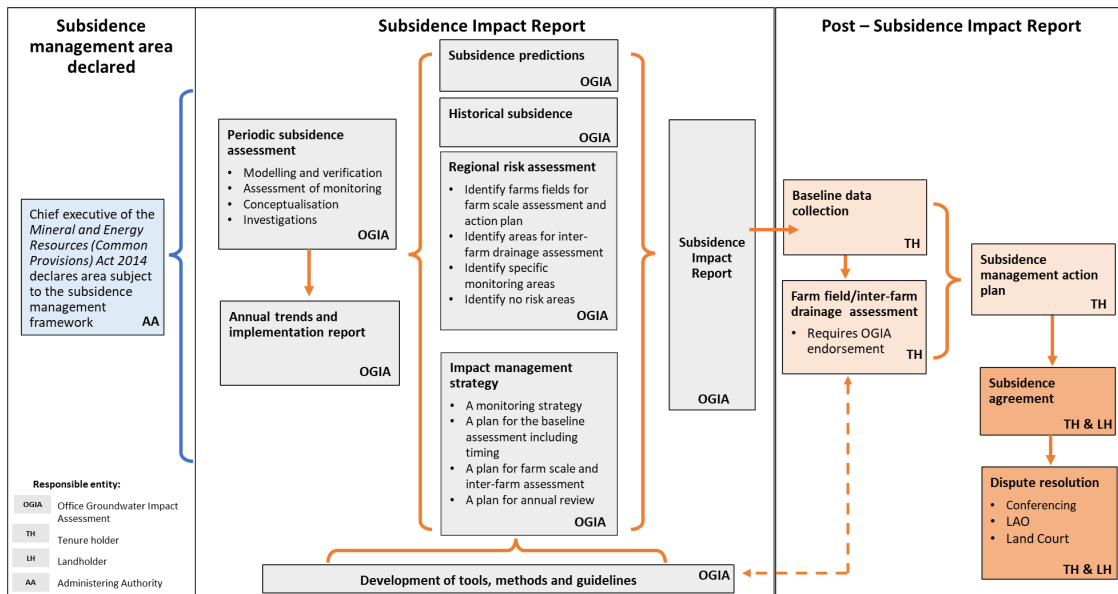 Subsidence
management area
declared
Chief executive of the
Mineral and Energy
Resources (Common
Provisions) Act 2014
declares area subject
to the subsidence
management
framework
AA
Responsible entity:
OGIA
Office Groundwater Impact
Assessment
TH
Tenure holder
LH
Landholder
AA
Administering Authority
Subsidence Impact Report
Periodic subsidence
assessment
• Modelling and verification
• Assessment of monitoring
• Conceptualisation
• Investigations
OGIA
Annual trends and
implementation report
OGIA
Subsidence predictions
OGIA
Historical subsidence
OGIA
Regional risk assessment
• Identify farms fields for
farm scale assessment and
action plan
• Identify areas for inter-
farm drainage assessment
• Identify specific
monitoring areas
• Identify no risk areas
OGIA
Impact management
strategy
• A monitoring strategy
• A plan for the baseline
assessment including
timing
• A plan for farm scale and
inter-farm assessment
• A plan for annual review
OGIA
Subsidence
Impact
Report
OGIA
Development of tools, methods and guidelines
OGIA
Post – Subsidence Impact Report
Baseline data
collection
TH
Farm field/inter-farm
drainage assessment
• Requires OGIA
endorsement
TH
Subsidence
management action
plan
TH
Subsidence
agreement
TH & LH
Dispute resolution
• Conferencing
• LAO
• Land Court
TH & LH